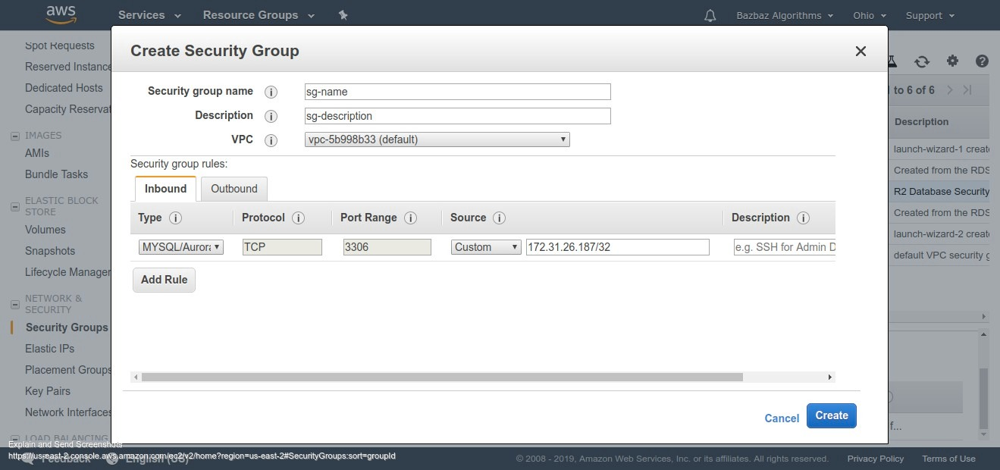 aws
Services
Resource Groups
Bazbaz Algorithms
Ohio
Support
Spot Requests
Reserved Instance
Dedicated Hosts
Capacity Reservat
IMAGES
AMIs
Bundle Tasks
ELASTIC BLOCK
STORE
Volumes
Snapshots
Lifecycle Manager
NETWORK &
SECURITY
Security Groups
Elastic IPs
Placement Groups
Key Pairs
Network Interfaces
LOAD BALANCING
Create Security Group
Security group name i sg-name
Description i sg-description
VPC i vpc-5b998b33 (default)
Security group rules:
Inbound Outbound
Type i Protocol i Port Range i Source i Description i
MYSQL/Aurora TCP 3306 Custom 172.31.26.187/32 e.g. SSH for Admin D
Add Rule
Cancel Create
to 6 of 6
Description
launch-wizard-1 create
Created from the RDS
R2 Database Security
Created from the RDS
launch-wizard-2 create
default VPC security g
f...
Explain and Send Screenshots
https://us-east-2.console.aws.amazon.com/ec2/v2/home?region=us-east-2#SecurityGroups:sort=groupId
Feedback English (US)
© 2008 - 2019, Amazon Web Services, Inc. or its affiliates. All rights reserved. Privacy Policy Terms of Use